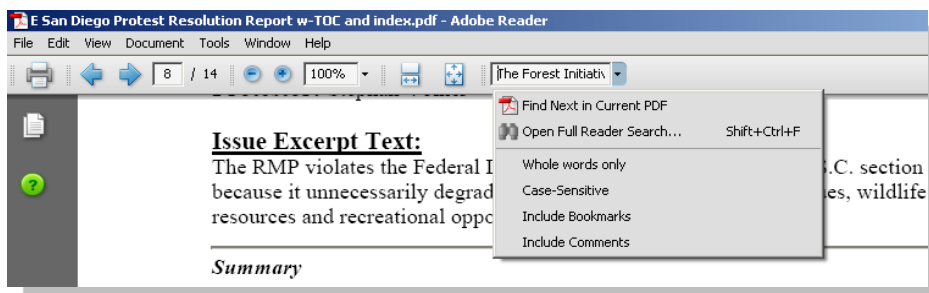 E San Diego Protest Resolution Report w-TOC and index.pdf - Adobe Reader
File Edit View Document Tools Window Help
8 / 14 100% The Forest Initiativ
Find Next in Current PDF
Open Full Reader Search... Shift+Ctrl+F
Whole words only
Case-Sensitive
Include Bookmarks
Include Comments
Issue Excerpt Text:
The RMP violates the Federal .C. section
because it unnecessarily degrad es, wildlife
resources and recreational oppo
Summary